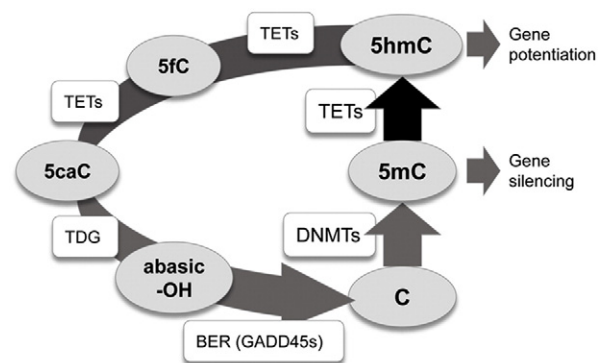 TETs
5hmC
Gene
potentiation
5fC
TETs
TETs
5caC
5mC
Gene
silencing
TDG
DNMTs
abasic
-OH
C
BER (GADD45s)